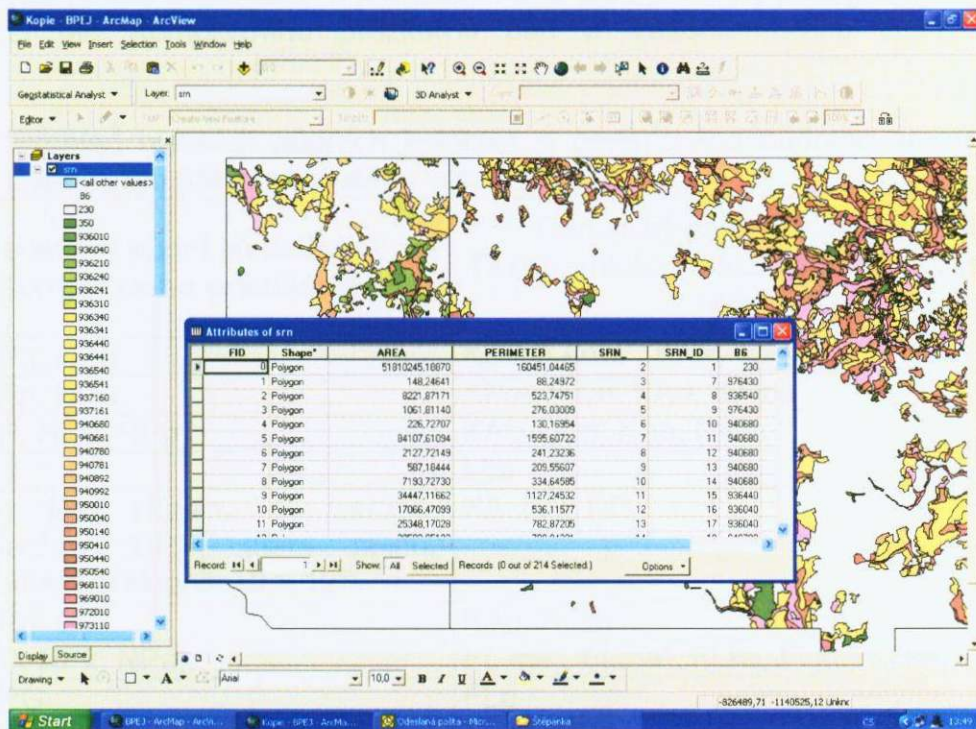 Kopie - BPEJ - ArcMap - ArcView
File Edit View Insert Selection Tools Window Help
Geostatistical Analyst Layer: srn 3D Analyst
Editor Create New Feature
Layers
srn
<all other values>
B6
230
350
936010
936040
936210
936240
936241
936310
936340
936341
936440
936441
936540
936541
937160
937161
940680
940681
940780
940781
940892
940992
950010
950040
950140
950410
950440
950540
968110
969010
972010
973110
Display Source
Attributes of srn
FID Shape* AREA PERIMETER SRN_ SRN_ID B6
0 Polygon 51810245,18870 160451,04465 2 1 230
1 Polygon 148,24641 88,24972 3 7 976430
2 Polygon 8221,87171 523,74751 4 8 936540
3 Polygon 1061,81140 276,03009 5 9 976430
4 Polygon 226,72707 130,16954 6 10 940680
5 Polygon 84107,61094 1595,60722 7 11 940680
6 Polygon 2127,72149 241,23236 8 12 940680
7 Polygon 587,18444 209,55607 9 13 940680
8 Polygon 7193,72730 334,64585 10 14 940680
9 Polygon 34447,11662 1127,24532 11 15 936440
10 Polygon 17066,47099 536,11577 12 16 936040
11 Polygon 25348,17028 782,87205 13 17 936040
Record: 1 Show: All Selected Records (0 out of 214 Selected.) Options
Drawing A Arial 10,0 B I U A
-826489,71 -1140525,12 Unkn
Start BPEJ - ArcMap - ArcVi... Kopie - BPEJ - ArcMa... Odeslaná pošta - Micr... Štěpánka CS 13:49